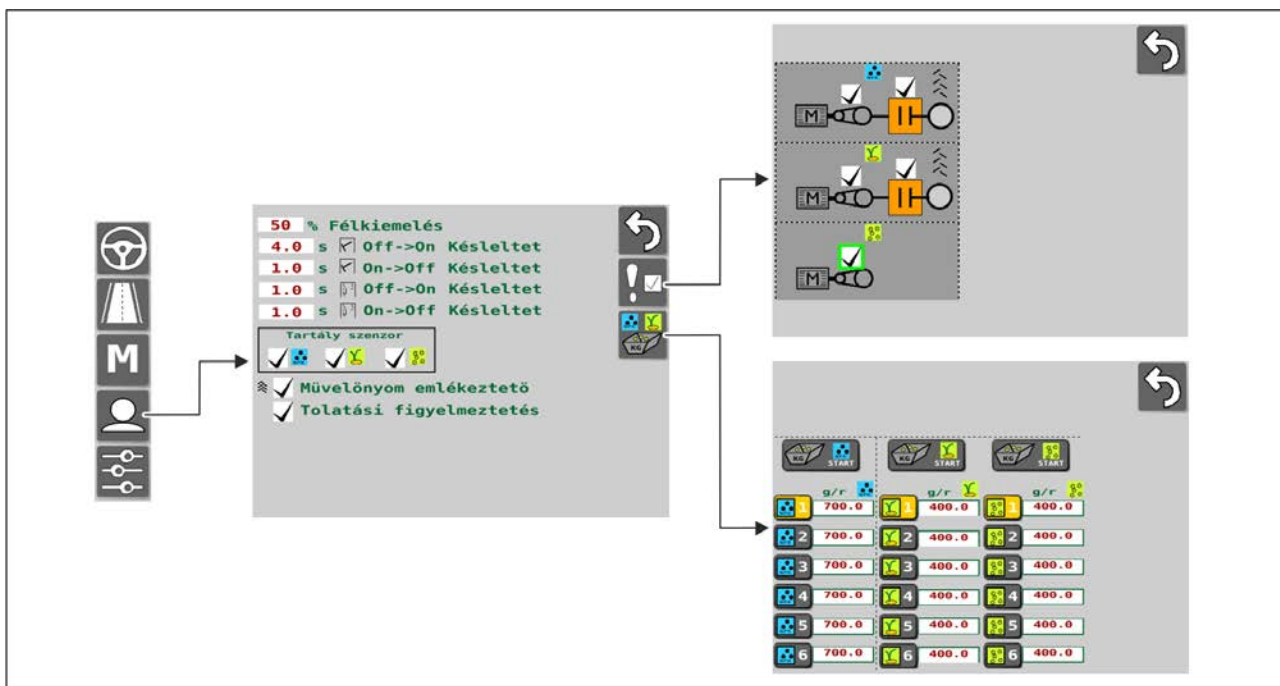 M
50 % Félkiemelés
4.0 s Off->On Késleltet
1.0 s On->Off Késleltet
1.0 s Off->On Késleltet
1.0 s On->Off Késleltet
Tartály szenzor
Müvelönyom emlékeztetö
Tolatási figyelmeztetés
KG
M
M
M
KG START KG START KG START
g/r g/r g/r
1 700.0 1 400.0 1 400.0
2 700.0 2 400.0 2 400.0
3 700.0 3 400.0 3 400.0
4 700.0 4 400.0 4 400.0
5 700.0 5 400.0 5 400.0
6 700.0 6 400.0 6 400.0